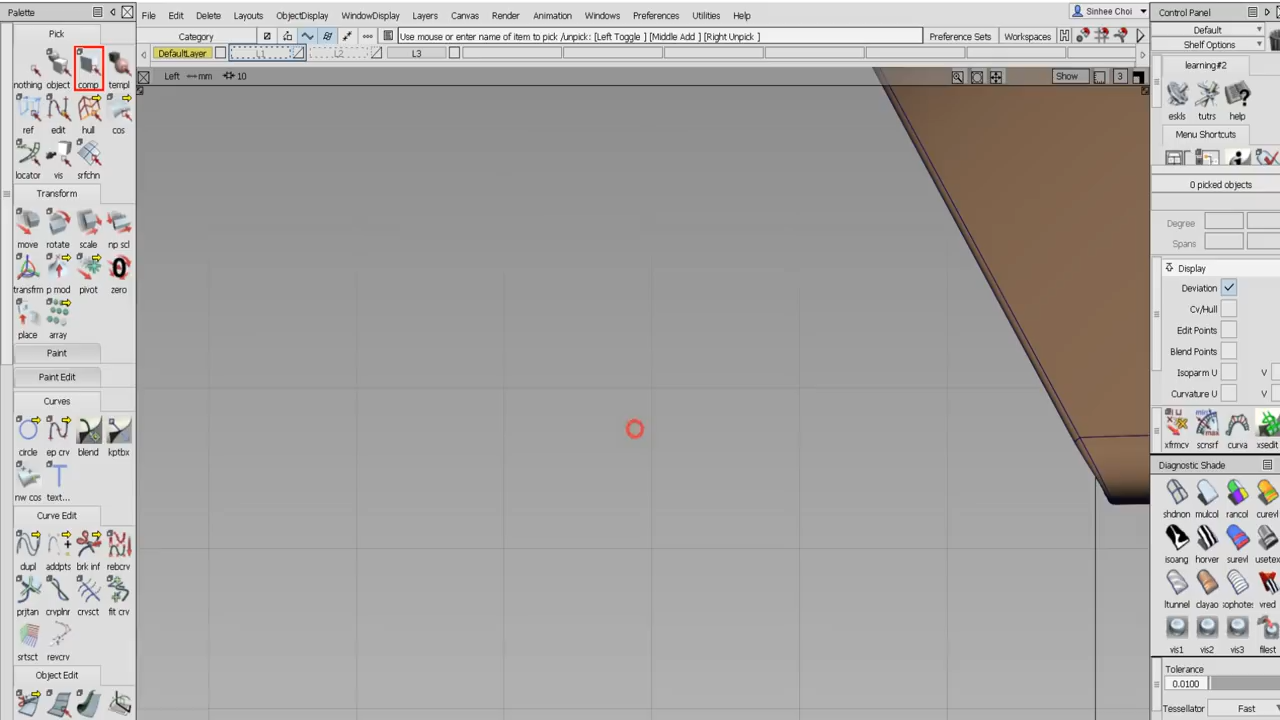 Palette
File Edit Delete Layouts ObjectDisplay WindowDisplay Layers Canvas Render Animation Windows Preferences Utilities Help
Sinhee Choi
Control Panel
Category
Use mouse or enter name of item to pick /unpick: [Left Toggle ] [Middle Add ] [Right Unpick ]
Preference Sets
Workspaces
DefaultLayer L1 L2 L3
Left mm 10
Show 3
Pick
nothing object comp templ
ref edit hull cos
locator vis srfchn
Transform
move rotate scale np scl
transfrm p mod pivot zero
place array
Paint
Paint Edit
Curves
circle ep crv blend kptbx
nw cos text...
Curve Edit
dupl addpts brk inf rebcrv
prjtan crvplnr crvsct fit crv
srtsct revcrv
Object Edit
Default
Shelf Options
learning#2
eskls tutrs help
Menu Shortcuts
0 picked objects
Degree
Spans
Display
Deviation
Cv/Hull
Edit Points
Blend Points
Isoparm U V
Curvature U V
xfrmcv scnsrf curva xsedit
Diagnostic Shade
shdnon mulcol rancol curevl
isoang horver surevl usetex
ltunnel clayao sophotes vred
vis1 vis2 vis3 filest
Tolerance
0.0100
Tessellator Fast